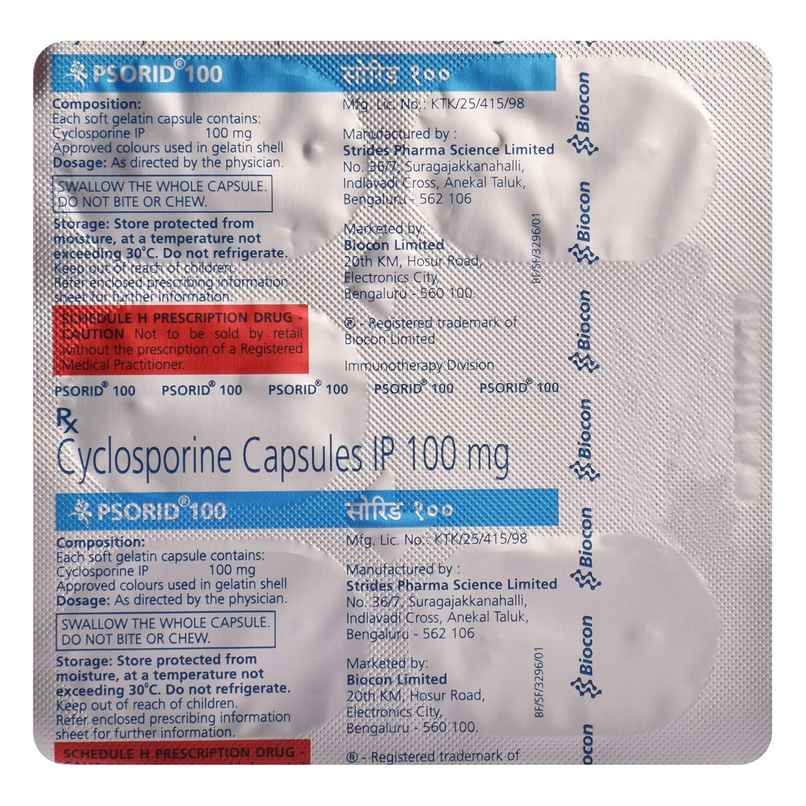 PSORID® 100
सोरिड १००
Composition:
Each soft gelatin capsule contains:
Cyclosporine IP 100 mg
Approved colours used in gelatin shell
Dosage: As directed by the physician.
SWALLOW THE WHOLE CAPSULE.
DO NOT BITE OR CHEW.
Storage: Store protected from
moisture, at a temperature not
exceeding 30°C. Do not refrigerate.
Keep out of reach of children.
Refer enclosed prescribing information
sheet for further information.
SCHEDULE H PRESCRIPTION DRUG -
CAUTION Not to be sold by retail
without the prescription of a Registered
Medical Practitioner.
Mfg. Lic. No.: KTK/25/415/98
Manufactured by :
Strides Pharma Science Limited
No. 36/7, Suragajakkanahalli,
Indlavadi Cross, Anekal Taluk,
Bengaluru - 562 106
Marketed by:
Biocon Limited
20th KM, Hosur Road,
Electronics City,
Bengaluru - 560 100.
® - Registered trademark of
Biocon Limited
Immunotherapy Division
BF/SF/3296/01
PSORID® 100 PSORID® 100 PSORID® 100 PSORID® 100 PSORID® 100
Rx
Cyclosporine Capsules IP 100 mg
PSORID® 100
सोरिड १००
Composition:
Each soft gelatin capsule contains:
Cyclosporine IP 100 mg
Approved colours used in gelatin shell
Dosage: As directed by the physician.
SWALLOW THE WHOLE CAPSULE.
DO NOT BITE OR CHEW.
Storage: Store protected from
moisture, at a temperature not
exceeding 30°C. Do not refrigerate.
Keep out of reach of children.
Refer enclosed prescribing information
sheet for further information.
SCHEDULE H PRESCRIPTION DRUG -
Mfg. Lic. No.: KTK/25/415/98
Manufactured by :
Strides Pharma Science Limited
No. 36/7, Suragajakkanahalli,
Indlavadi Cross, Anekal Taluk,
Bengaluru - 562 106
Marketed by:
Biocon Limited
20th KM, Hosur Road,
Electronics City,
Bengaluru - 560 100.
® - Registered trademark of
BF/SF/3296/01
Biocon
Biocon
Biocon
Biocon
Biocon
Biocon
Biocon